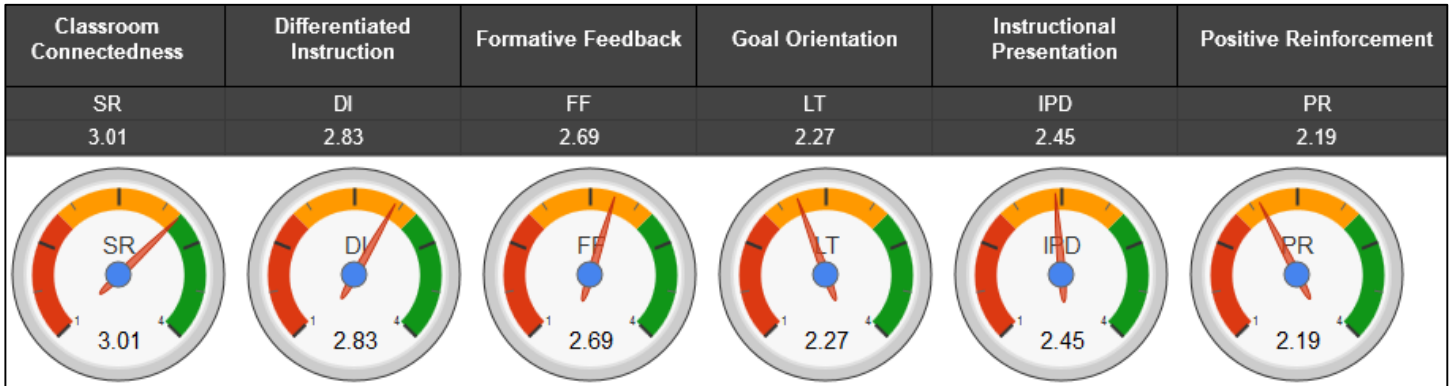 Classroom Connectedness
Differentiated Instruction
Formative Feedback
Goal Orientation
Instructional Presentation
Positive Reinforcement
SR DI FF LT IPD PR
3.01 2.83 2.69 2.27 2.45 2.19
SR DI FF LT IPD PR
1 4 1 4 1 4 1 4 1 4 1 4
3.01 2.83 2.69 2.27 2.45 2.19